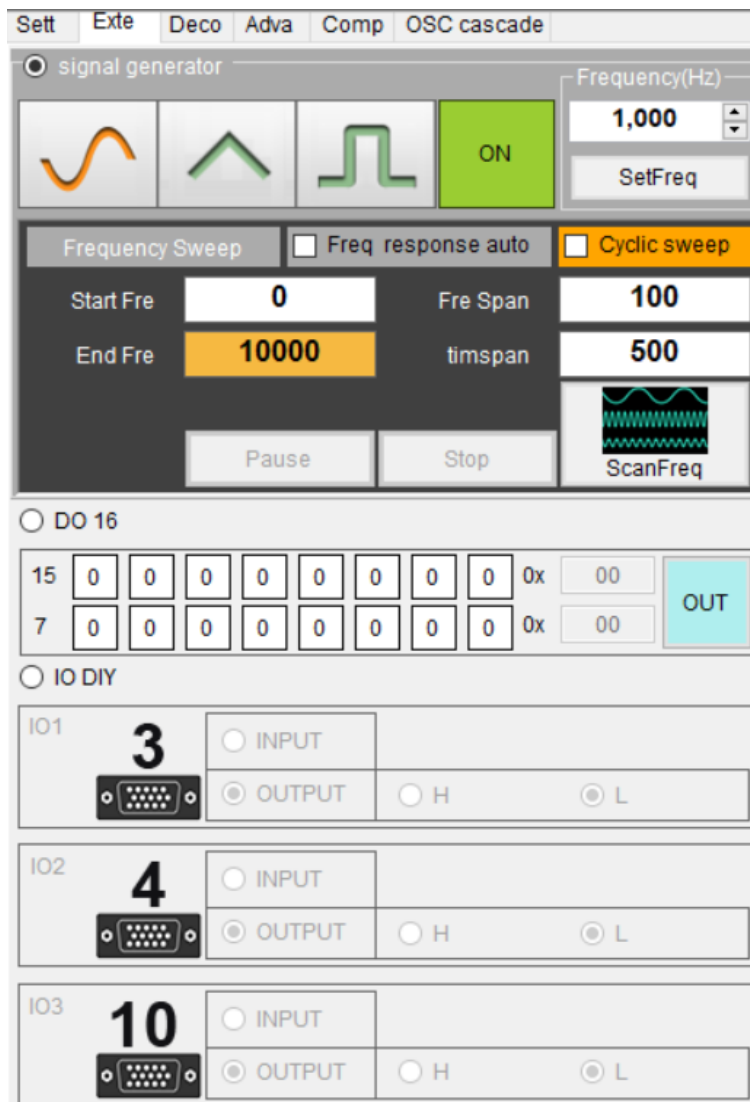 Sett Exte Deco Adva Comp OSC cascade
signal generator
Frequency(Hz)
1,000
ON
SetFreq
Frequency Sweep Freq response auto Cyclic sweep
Start Fre 0 Fre Span 100
End Fre 10000 timspan 500
Pause Stop ScanFreq
DO 16
15 0 0 0 0 0 0 0 0 0x 00
OUT
7 0 0 0 0 0 0 0 0 0x 00
IO DIY
IO1 3 INPUT
OUTPUT H L
IO2 4 INPUT
OUTPUT H L
IO3 10 INPUT
OUTPUT H L